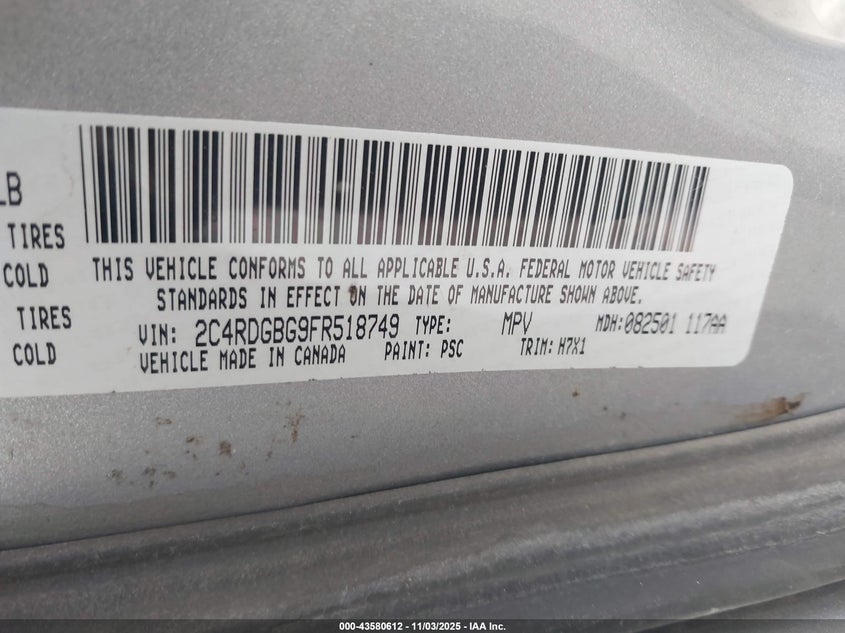 LB
TIRES
COLD
TIRES
COLD
THIS VEHICLE CONFORMS TO ALL APPLICABLE U.S.A. FEDERAL MOTOR VEHICLE SAFETY
STANDARDS IN EFFECT ON THE DATE OF MANUFACTURE SHOWN ABOVE.
VIN: 2C4RDGBG9FR518749 TYPE: MPV MDH:082501 117AA
VEHICLE MADE IN CANADA PAINT: PSC TRIM: H7X1
000-43580612 - 11/03/2025 - IAA Inc.